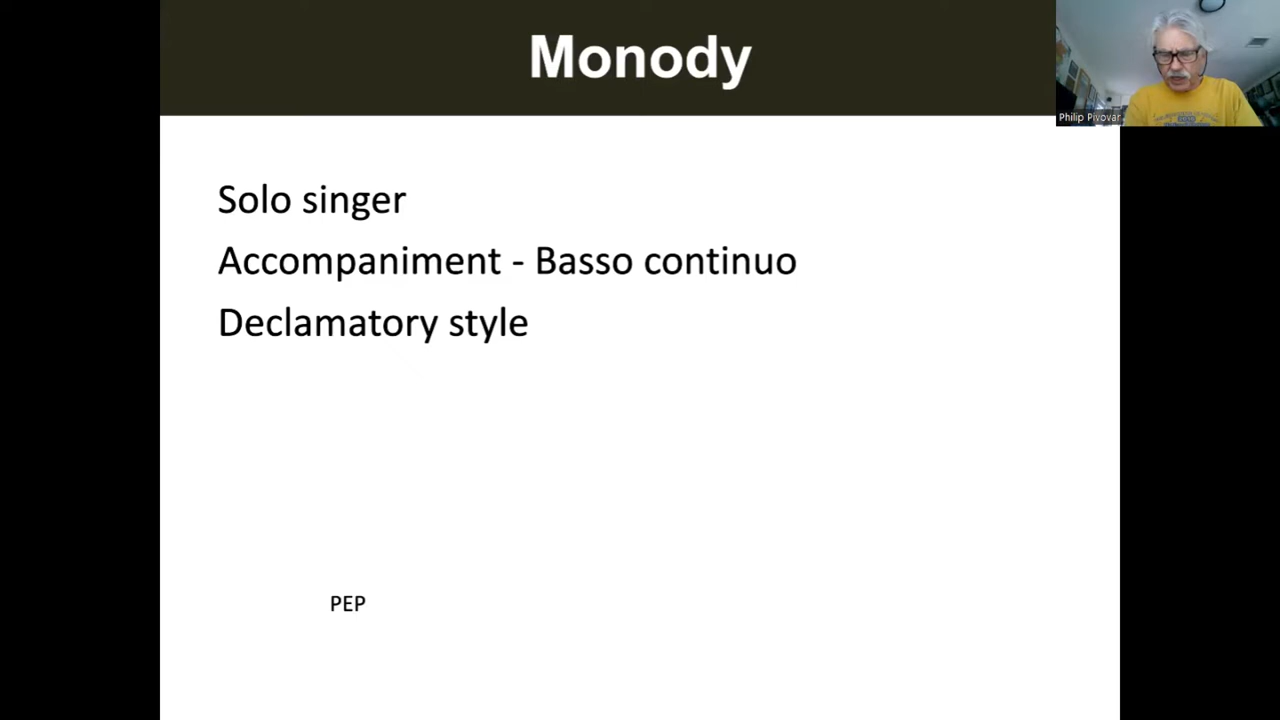 Monody
Philip Pivovar
Solo singer
Accompaniment - Basso continuo
Declamatory style
PEP